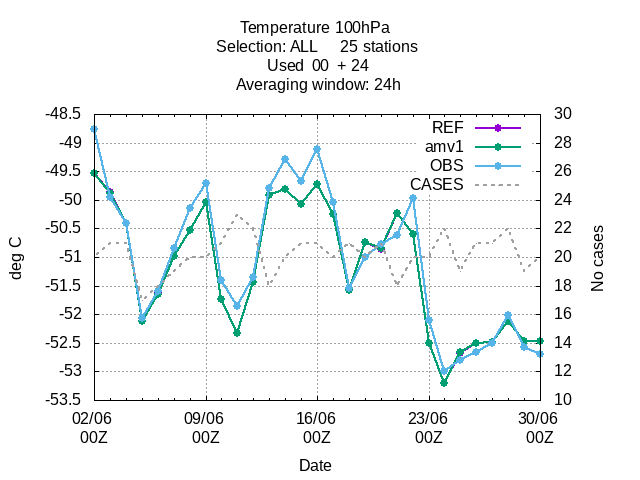 Temperature 100hPa
Selection: ALL     25 stations
Used  00  + 24
Averaging window: 24h
REF
amv1
OBS
CASES
-48.5
-49
-49.5
-50
-50.5
-51
-51.5
-52
-52.5
-53
-53.5
deg C
30
28
26
24
22
20
18
16
14
12
10
No cases
02/06 09/06 16/06 23/06 30/06
00Z 00Z 00Z 00Z 00Z
Date